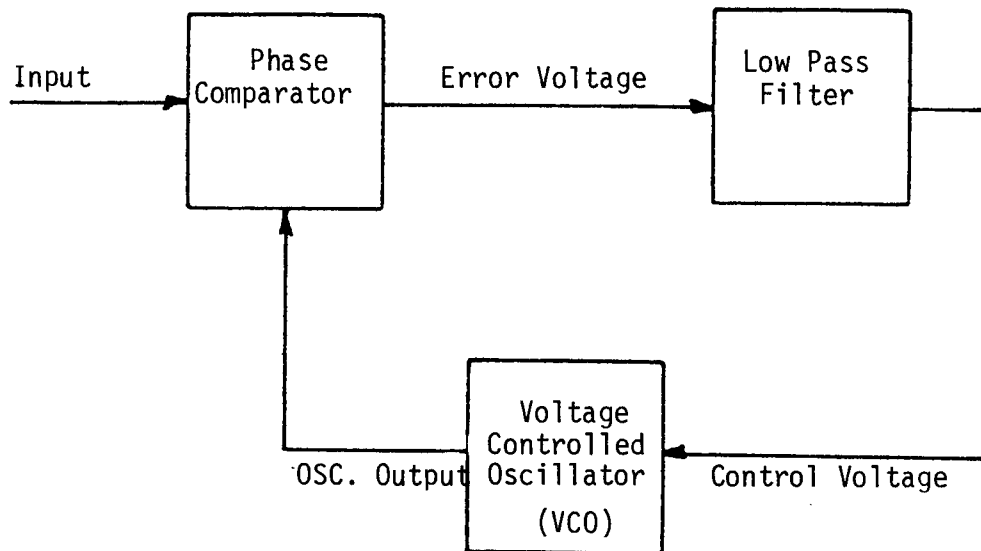 Input
Phase
Comparator
Error Voltage
Low Pass
Filter
OSC. Output
Voltage
Controlled
Oscillator
(VCO)
Control Voltage